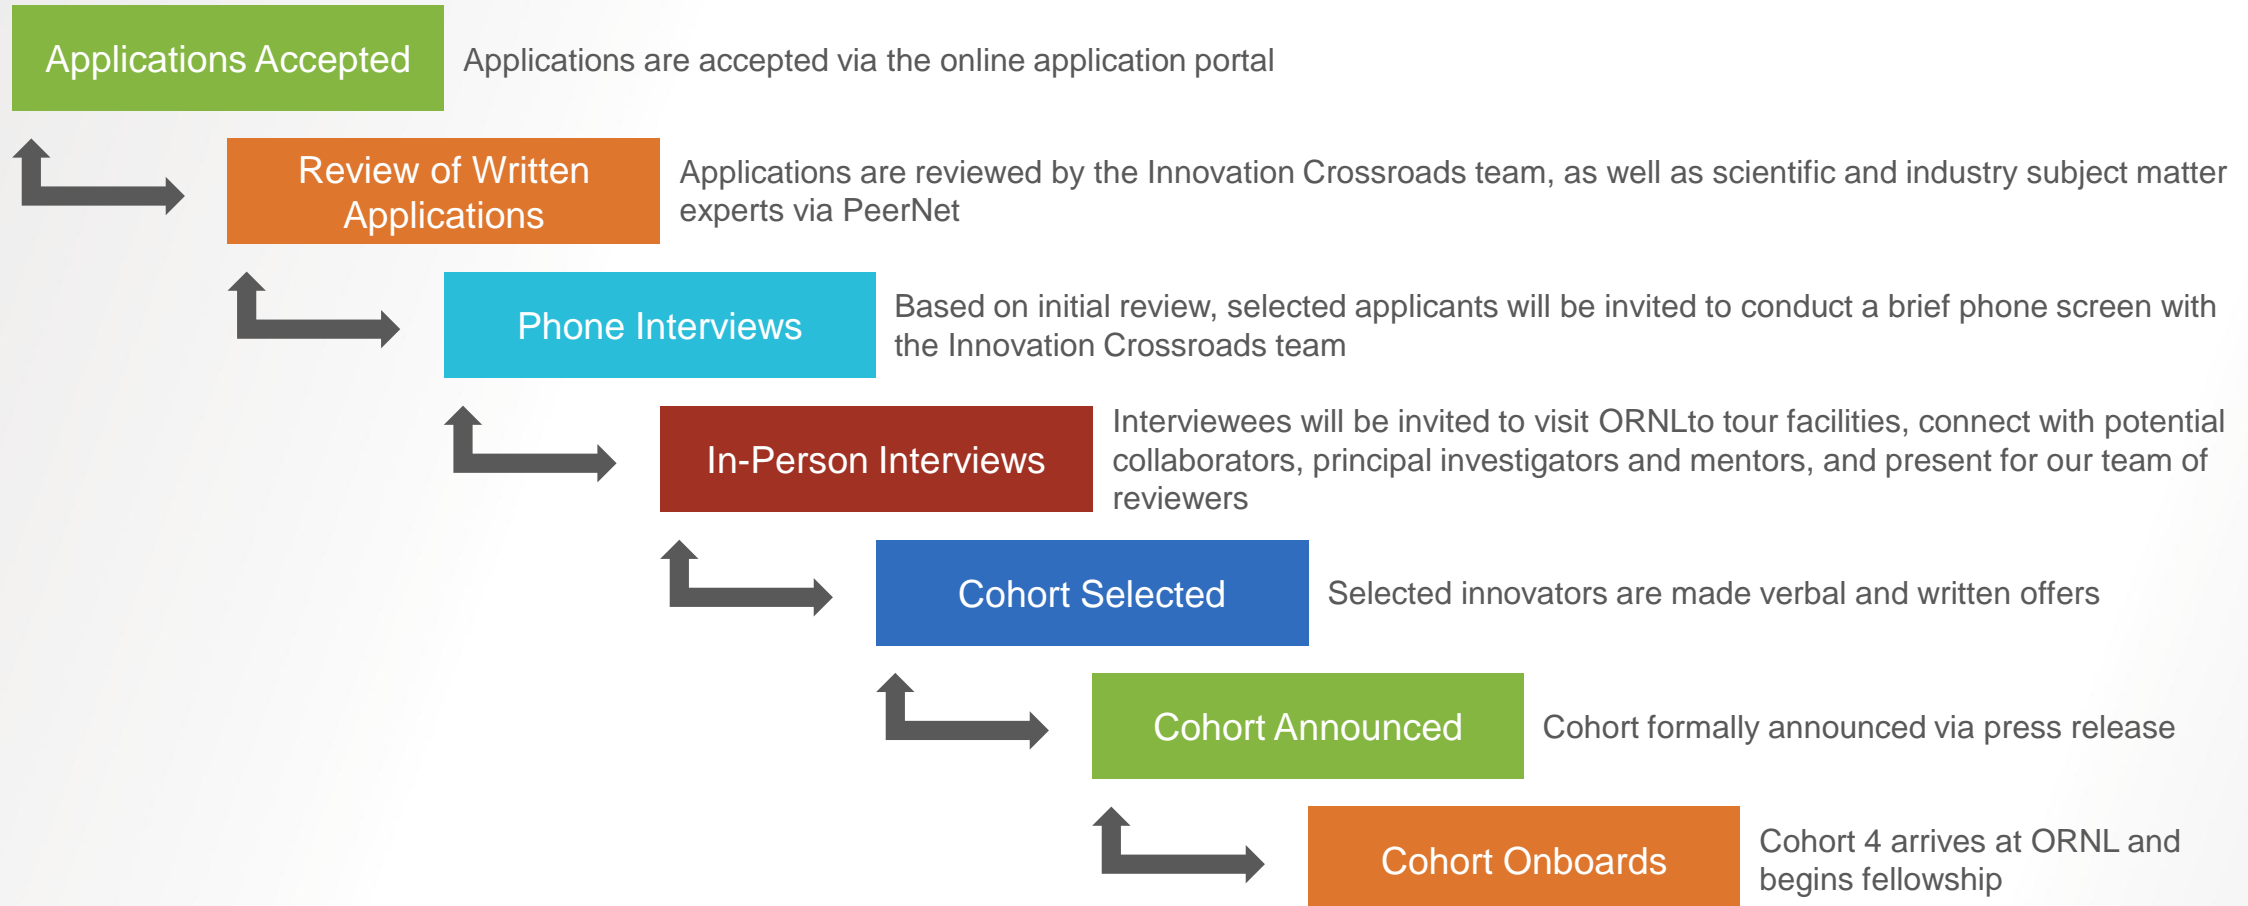 Applications Accepted
Applications are accepted via the online application portal
Review of Written
Applications
Applications are reviewed by the Innovation Crossroads team, as well as scientific and industry subject matter
experts via PeerNet
Phone Interviews
Based on initial review, selected applicants will be invited to conduct a brief phone screen with
the Innovation Crossroads team
In-Person Interviews
Interviewees will be invited to visit ORNLto tour facilities, connect with potential
collaborators, principal investigators and mentors, and present for our team of
reviewers
Cohort Selected
Selected innovators are made verbal and written offers
Cohort Announced
Cohort formally announced via press release
Cohort Onboards
Cohort 4 arrives at ORNL and
begins fellowship